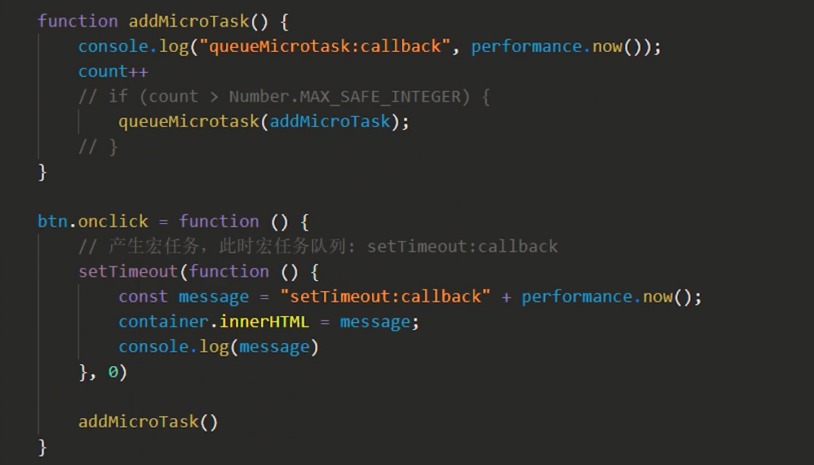 function addMicroTask() {
console.log("queueMicrotask:callback", performance.now());
count++
// if (count > Number.MAX_SAFE_INTEGER) {
queueMicrotask(addMicroTask);
// }
}
btn.onclick = function () {
// 产生宏任务，此时宏任务队列: setTimeout:callback
setTimeout(function () {
const message = "setTimeout:callback" + performance.now();
container.innerHTML = message;
console.log(message)
}, 0)
addMicroTask()
}